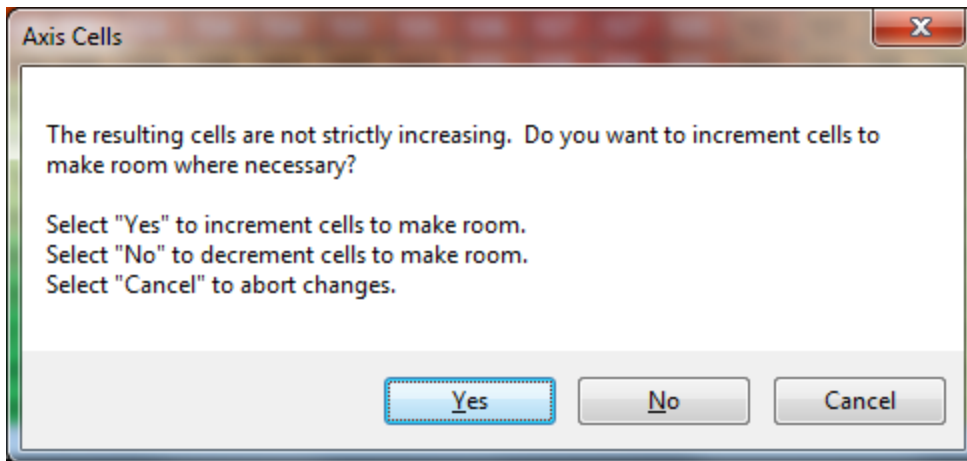 Axis Cells
The resulting cells are not strictly increasing.  Do you want to increment cells to
make room where necessary?
Select "Yes" to increment cells to make room.
Select "No" to decrement cells to make room.
Select "Cancel" to abort changes.
Yes
No
Cancel